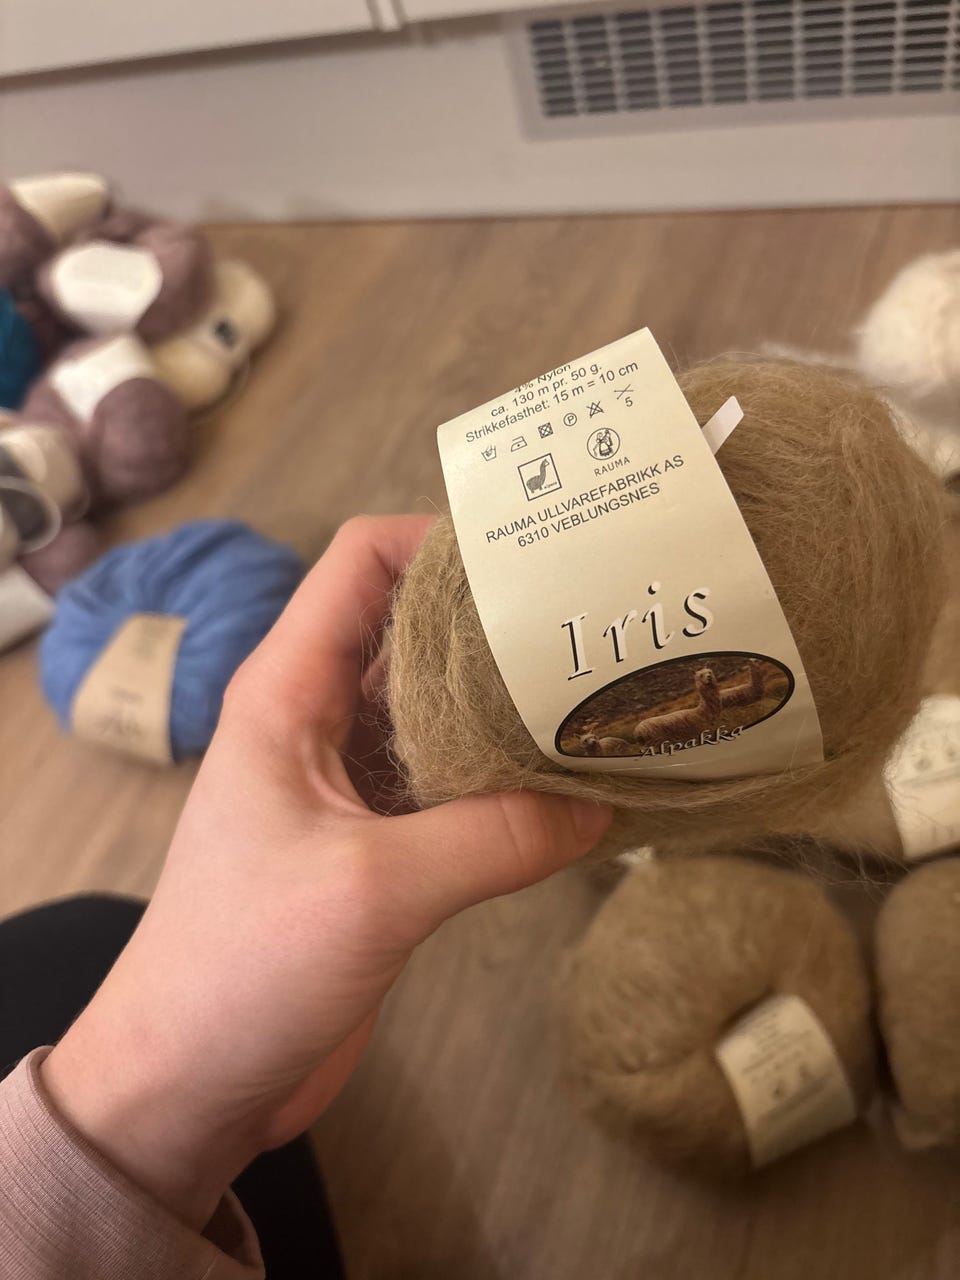 4% Nylon
ca. 130 m pr. 50 g.
Strikkefasthet: 15 m = 10 cm
5
RAUMA
RAUMA ULLVAREFABRIKK AS
6310 VEBLUNGSNES
Iris
Alpakka